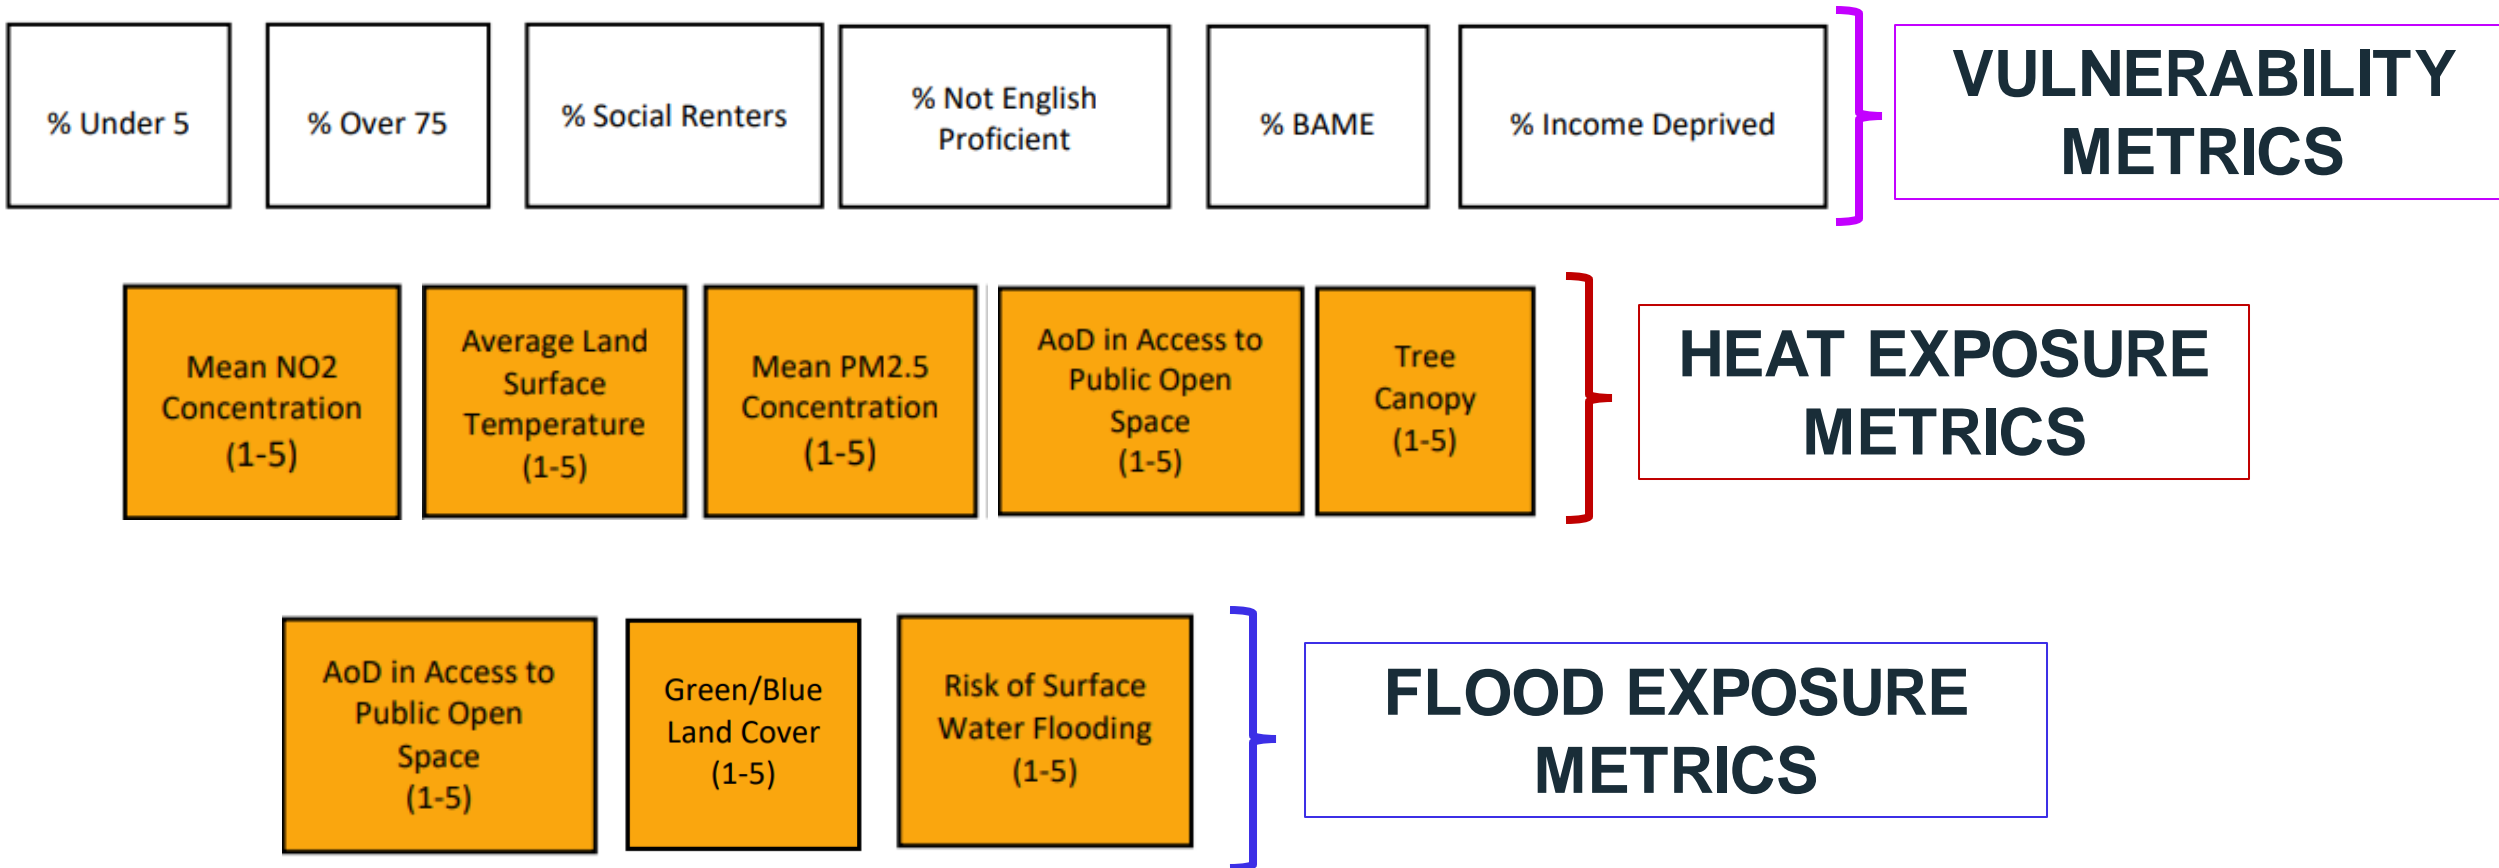 % Under 5
% Over 75
% Social Renters
% Not English
Proficient
% BAME
% Income Deprived
VULNERABILITY
METRICS
Mean NO2
Concentration
(1-5)
Average Land
Surface
Temperature
(1-5)
Mean PM2.5
Concentration
(1-5)
AoD in Access to
Public Open
Space
(1-5)
Tree
Canopy
(1-5)
HEAT EXPOSURE
METRICS
AoD in Access to
Public Open
Space
(1-5)
Green/Blue
Land Cover
(1-5)
Risk of Surface
Water Flooding
(1-5)
FLOOD EXPOSURE
METRICS